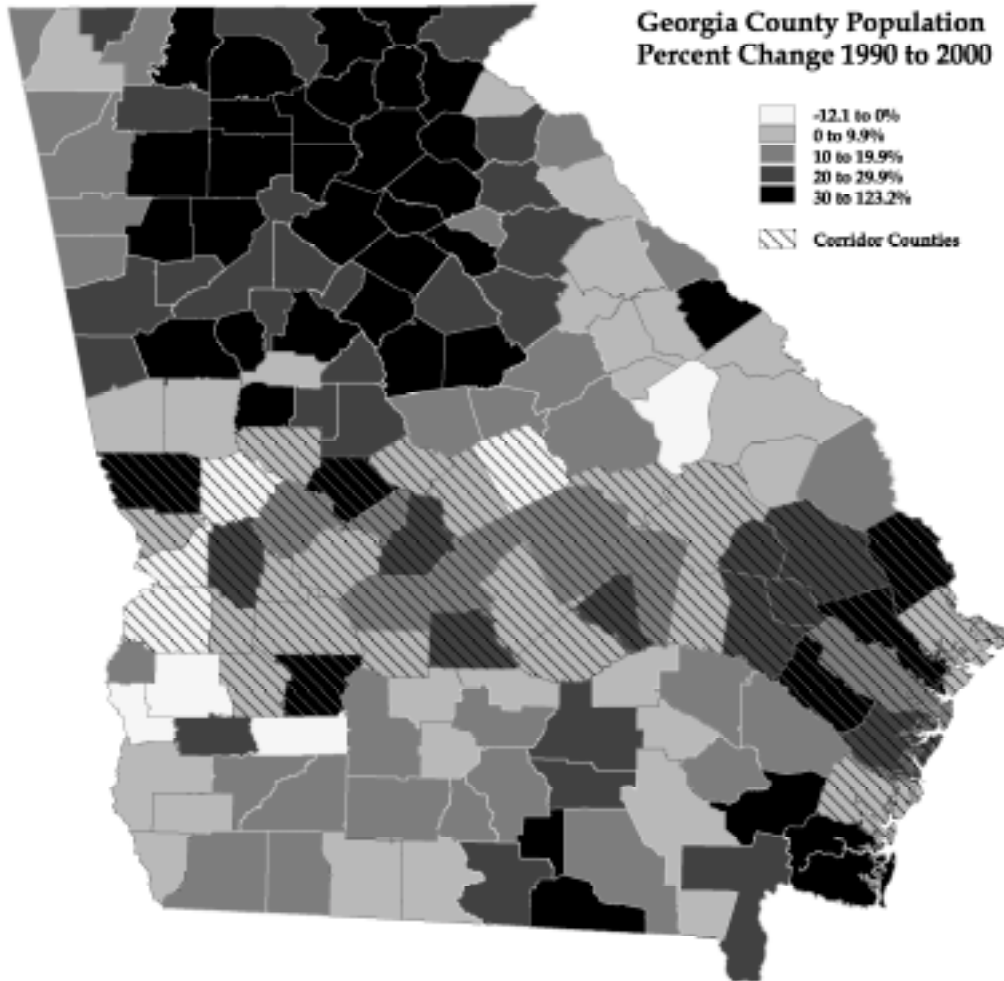 Georgia County Population
Percent Change 1990 to 2000
-12.1 to 0%
0 to 9.9%
10 to 19.9%
20 to 29.9%
30 to 123.2%
Corridor Counties